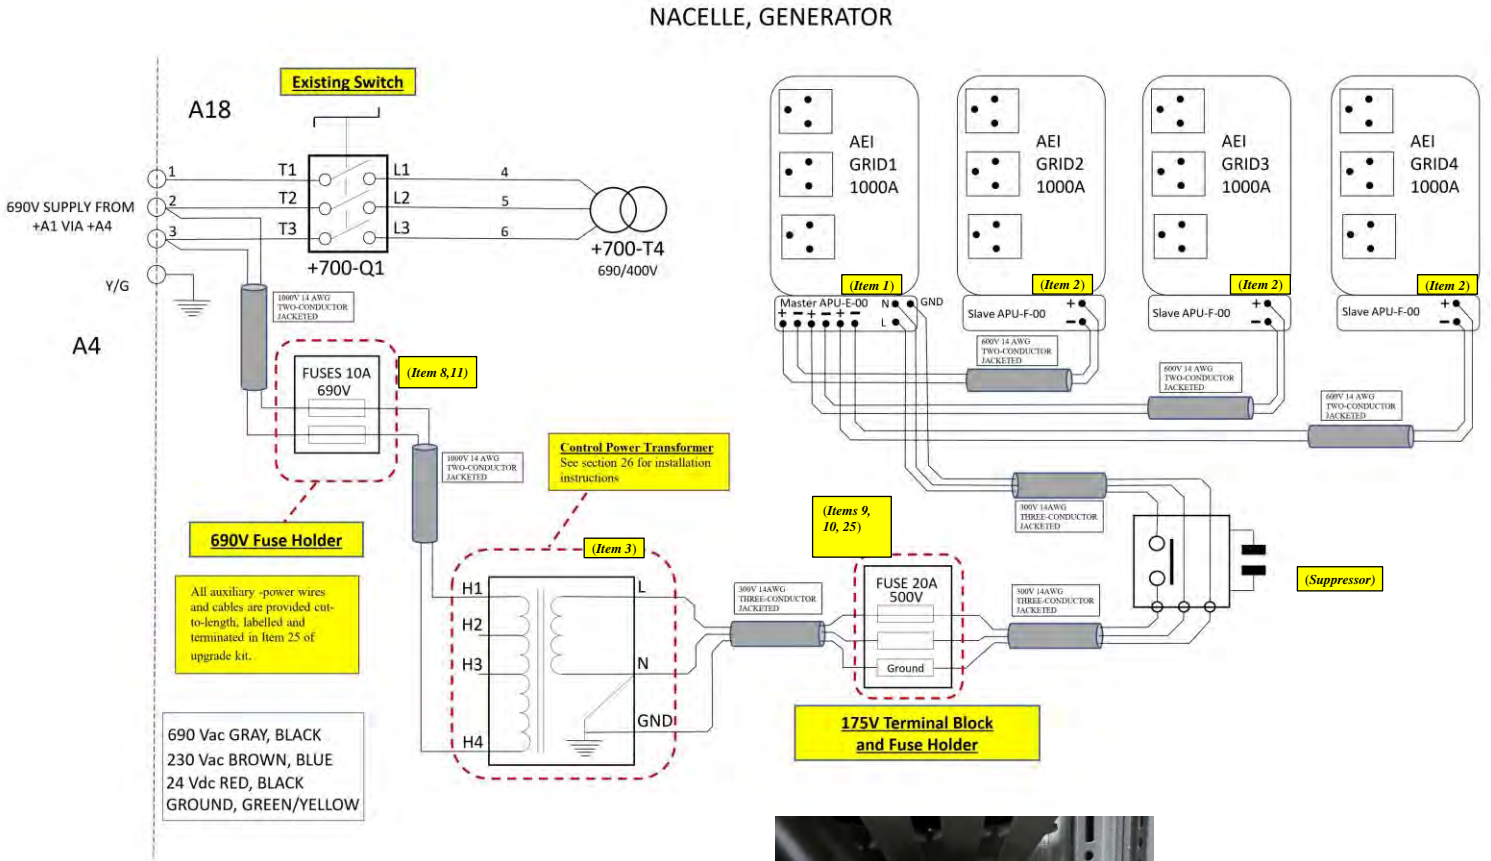 NACELLE, GENERATOR
Existing Switch
A18
1
T1
L1
4
2
T2
L2
5
3
T3
L3
6
690V SUPPLY FROM
+A1 VIA +A4
+700-Q1
+700-T4
690/400V
Y/G
A4
1000V 14 AWG
TWO-CONDUCTOR
JACKETED
FUSES 10A
690V
(Item 8,11)
1000V 14 AWG
TWO-CONDUCTOR
JACKETED
690V Fuse Holder
All auxiliary -power wires
and cables are provided cut-
to-length, labelled and
terminated in Item 25 of
upgrade kit.
690 Vac GRAY, BLACK
230 Vac BROWN, BLUE
24 Vdc RED, BLACK
GROUND, GREEN/YELLOW
Control Power Transformer
See section 26 for installation
instructions
(Item 3)
H1
H2
H3
H4
L
N
GND
300V 14AWG
THREE-CONDUCTOR
JACKETED
(Items 9,
10, 25)
FUSE 20A
500V
Ground
175V Terminal Block
and Fuse Holder
300V 14AWG
THREE-CONDUCTOR
JACKETED
300V 14AWG
THREE-CONDUCTOR
JACKETED
(Suppressor)
AEI
GRID1
1000A
(Item 1)
Master APU-E-00
N
GND
L
+ − + − + −
AEI
GRID2
1000A
(Item 2)
Slave APU-F-00
+
−
600V 14 AWG
TWO-CONDUCTOR
JACKETED
AEI
GRID3
1000A
(Item 2)
Slave APU-F-00
+
−
600V 14 AWG
TWO-CONDUCTOR
JACKETED
AEI
GRID4
1000A
(Item 2)
Slave APU-F-00
+
−
600V 14 AWG
TWO-CONDUCTOR
JACKETED